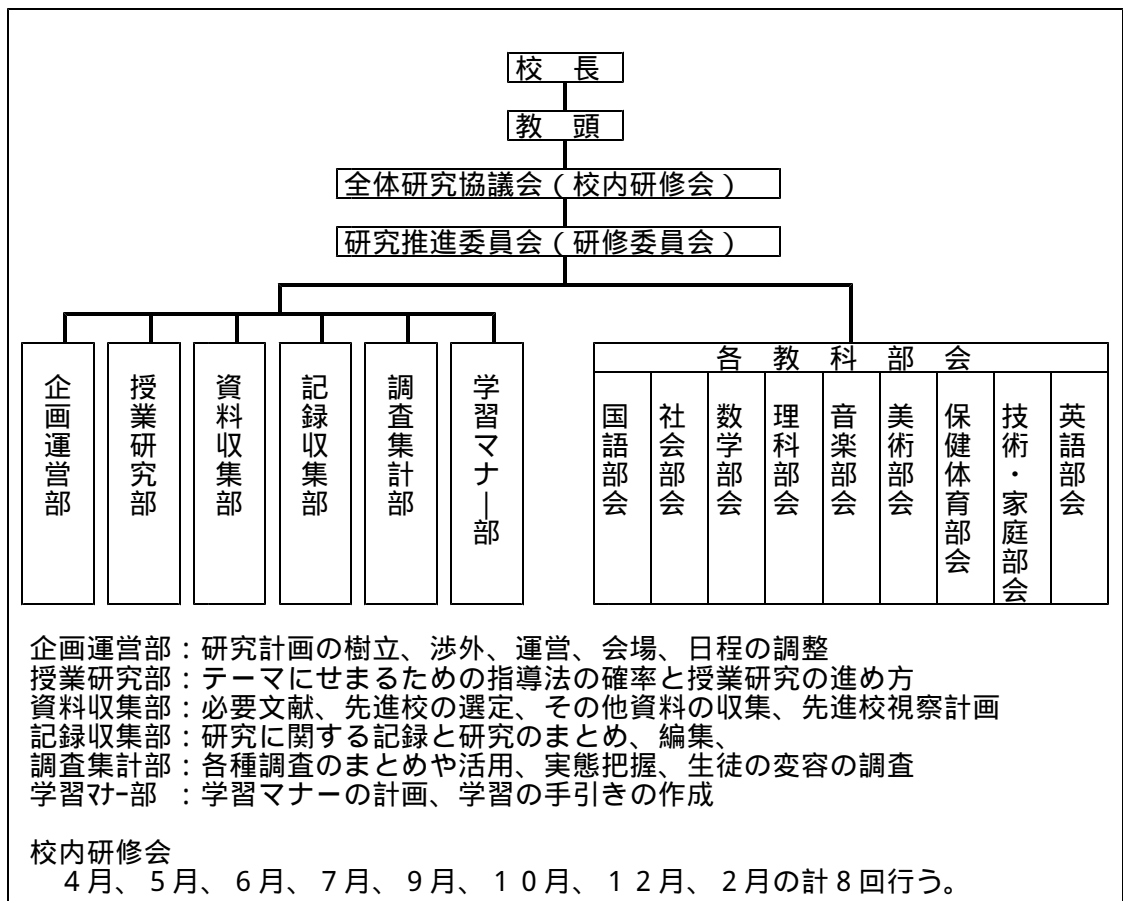 校　長
教　頭
全体研究協議会（校内研修会）
研究推進委員会（研修委員会）
企画運営部
授業研究部
資料収集部
記録収集部
調査集計部
学習マナー部
各　教　科　部　会
国語部会
社会部会
数学部会
理科部会
音楽部会
美術部会
保健体育部会
技術・家庭部会
英語部会
企画運営部：研究計画の樹立、渉外、運営、会場、日程の調整
授業研究部：テーマにせまるための指導法の確率と授業研究の進め方
資料収集部：必要文献、先進校の選定、その他資料の収集、先進校視察計画
記録収集部：研究に関する記録と研究のまとめ、編集、
調査集計部：各種調査のまとめや活用、実態把握、生徒の変容の調査
学習ﾏﾅｰ部　：学習マナーの計画、学習の手引きの作成
校内研修会
４月、５月、６月、７月、９月、１０月、１２月、２月の計８回行う。